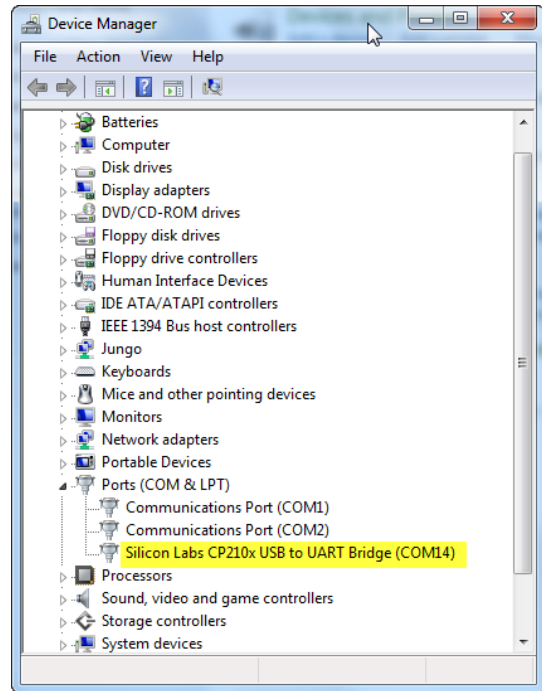 Device Manager
File Action View Help
Batteries
Computer
Disk drives
Display adapters
DVD/CD-ROM drives
Floppy disk drives
Floppy drive controllers
Human Interface Devices
IDE ATA/ATAPI controllers
IEEE 1394 Bus host controllers
Jungo
Keyboards
Mice and other pointing devices
Monitors
Network adapters
Portable Devices
Ports (COM & LPT)
Communications Port (COM1)
Communications Port (COM2)
Silicon Labs CP210x USB to UART Bridge (COM14)
Processors
Sound, video and game controllers
Storage controllers
System devices